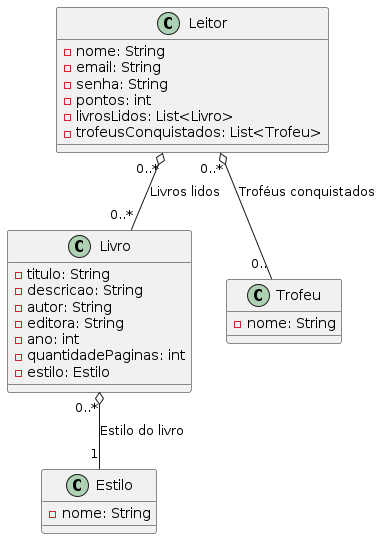 C Leitor
nome: String
email: String
senha: String
pontos: int
livrosLidos: List<Livro>
trofeusConquistados: List<Trofeu>
0..* 0..*
Livros lidos Troféus conquistados
0..*
C Livro
titulo: String
descricao: String
autor: String
editora: String
ano: int
quantidadePaginas: int
estilo: Estilo
0..
C Trofeu
nome: String
0..*
Estilo do livro
1
C Estilo
nome: String